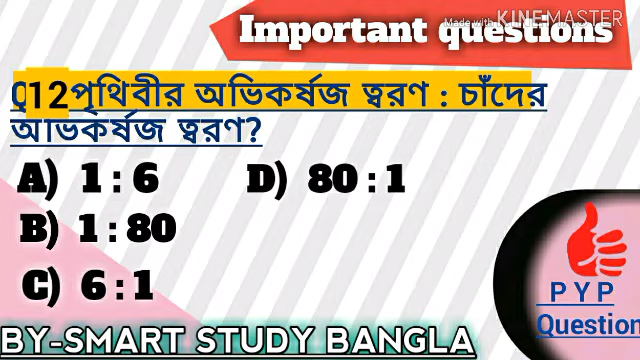 Important questions
Made with KINEMASTER
Q12 পৃথিবীর অভিকর্ষজ ত্বরণ : চাঁদের
অভিকর্ষজ ত্বরণ?
A) 1 : 6 D) 80 : 1
B) 1 : 80
C) 6 : 1
P Y P
Question
BY-SMART STUDY BANGLA